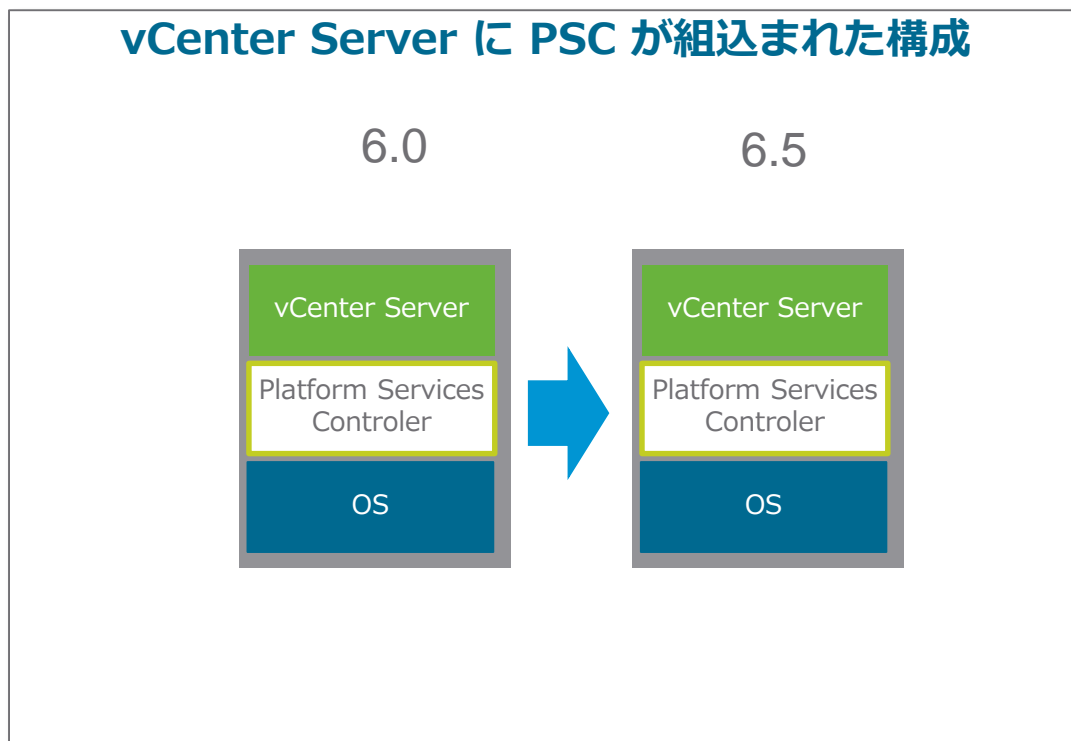 vCenter Server に PSC が組込まれた構成
6.0
6.5
vCenter Server
Platform Services
Controler
OS
vCenter Server
Platform Services
Controler
OS